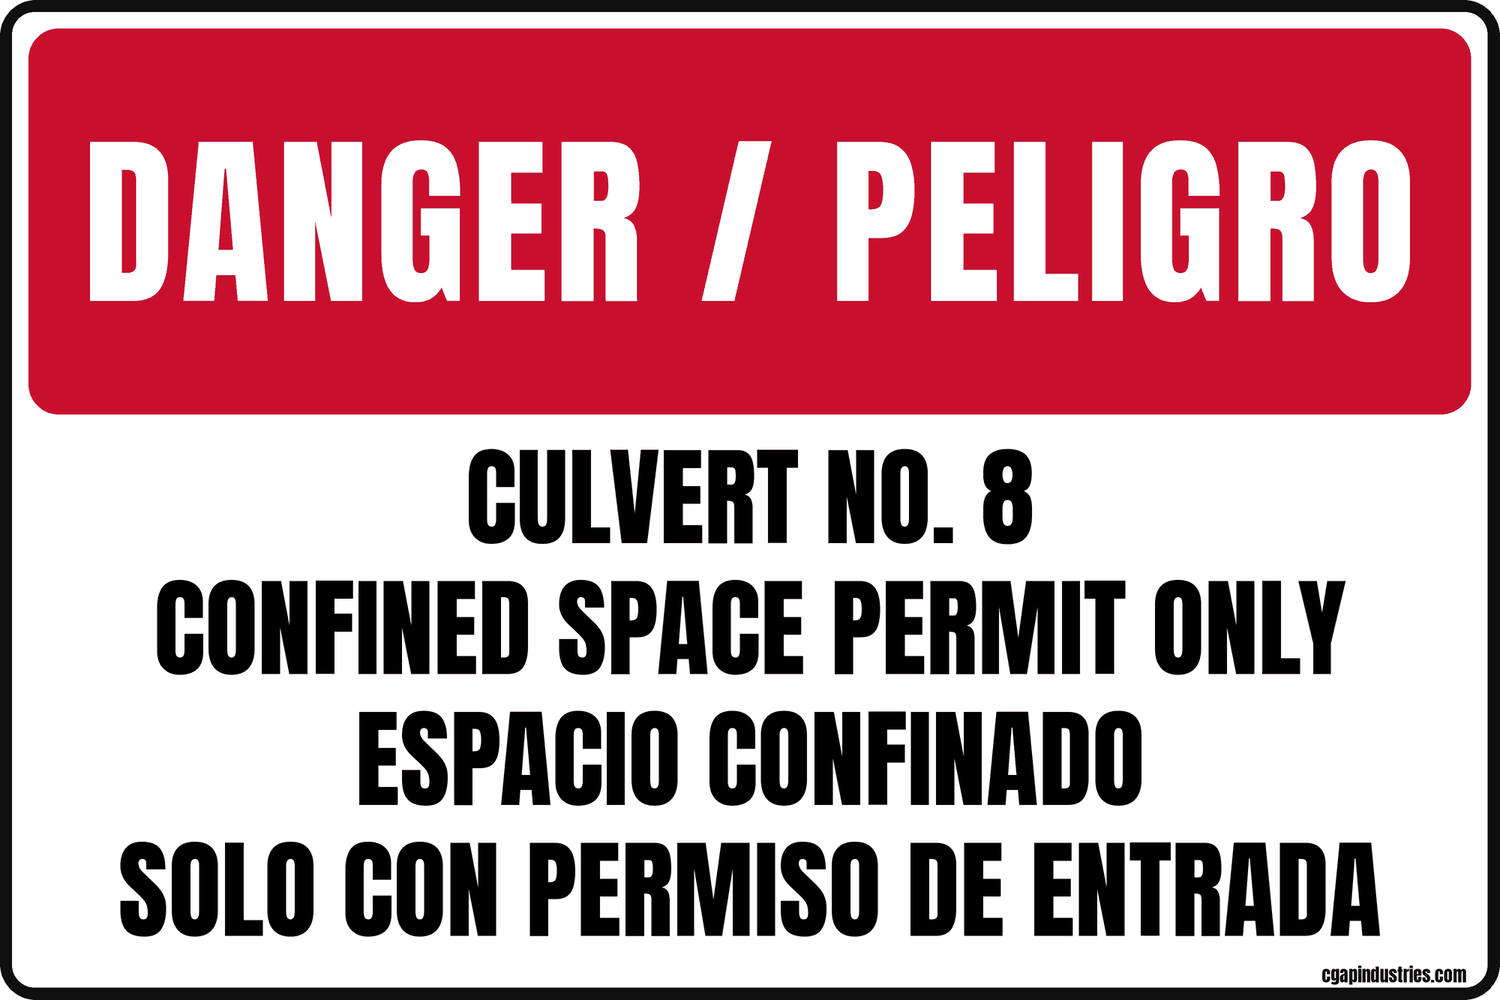 DANGER / PELIGRO
CULVERT NO. 8
CONFINED SPACE PERMIT ONLY
ESPACIO CONFINADO
SOLO CON PERMISO DE ENTRADA
cgapindustries.com